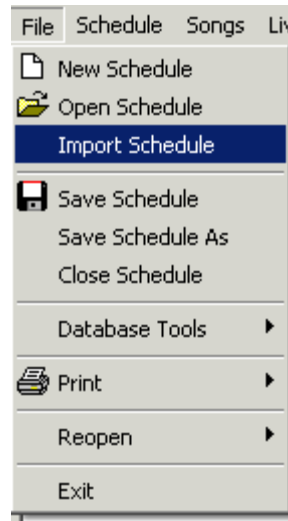 File Schedule Songs
New Schedule
Open Schedule
Import Schedule
Save Schedule
Save Schedule As
Close Schedule
Database Tools
Print
Reopen
Exit